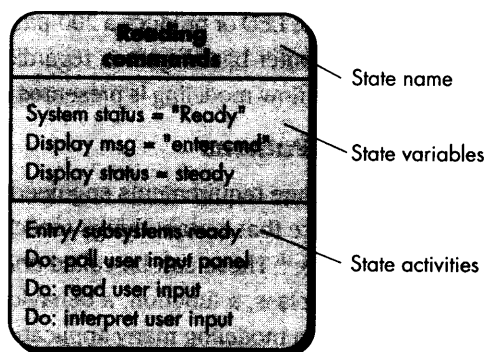 Reading
commands
State name
System status = "Ready"
Display msg = "enter cmd"
Display status = steady
State variables
Entry/subsystems ready
Do: poll user input panel
Do: read user input
Do: interpret user input
State activities